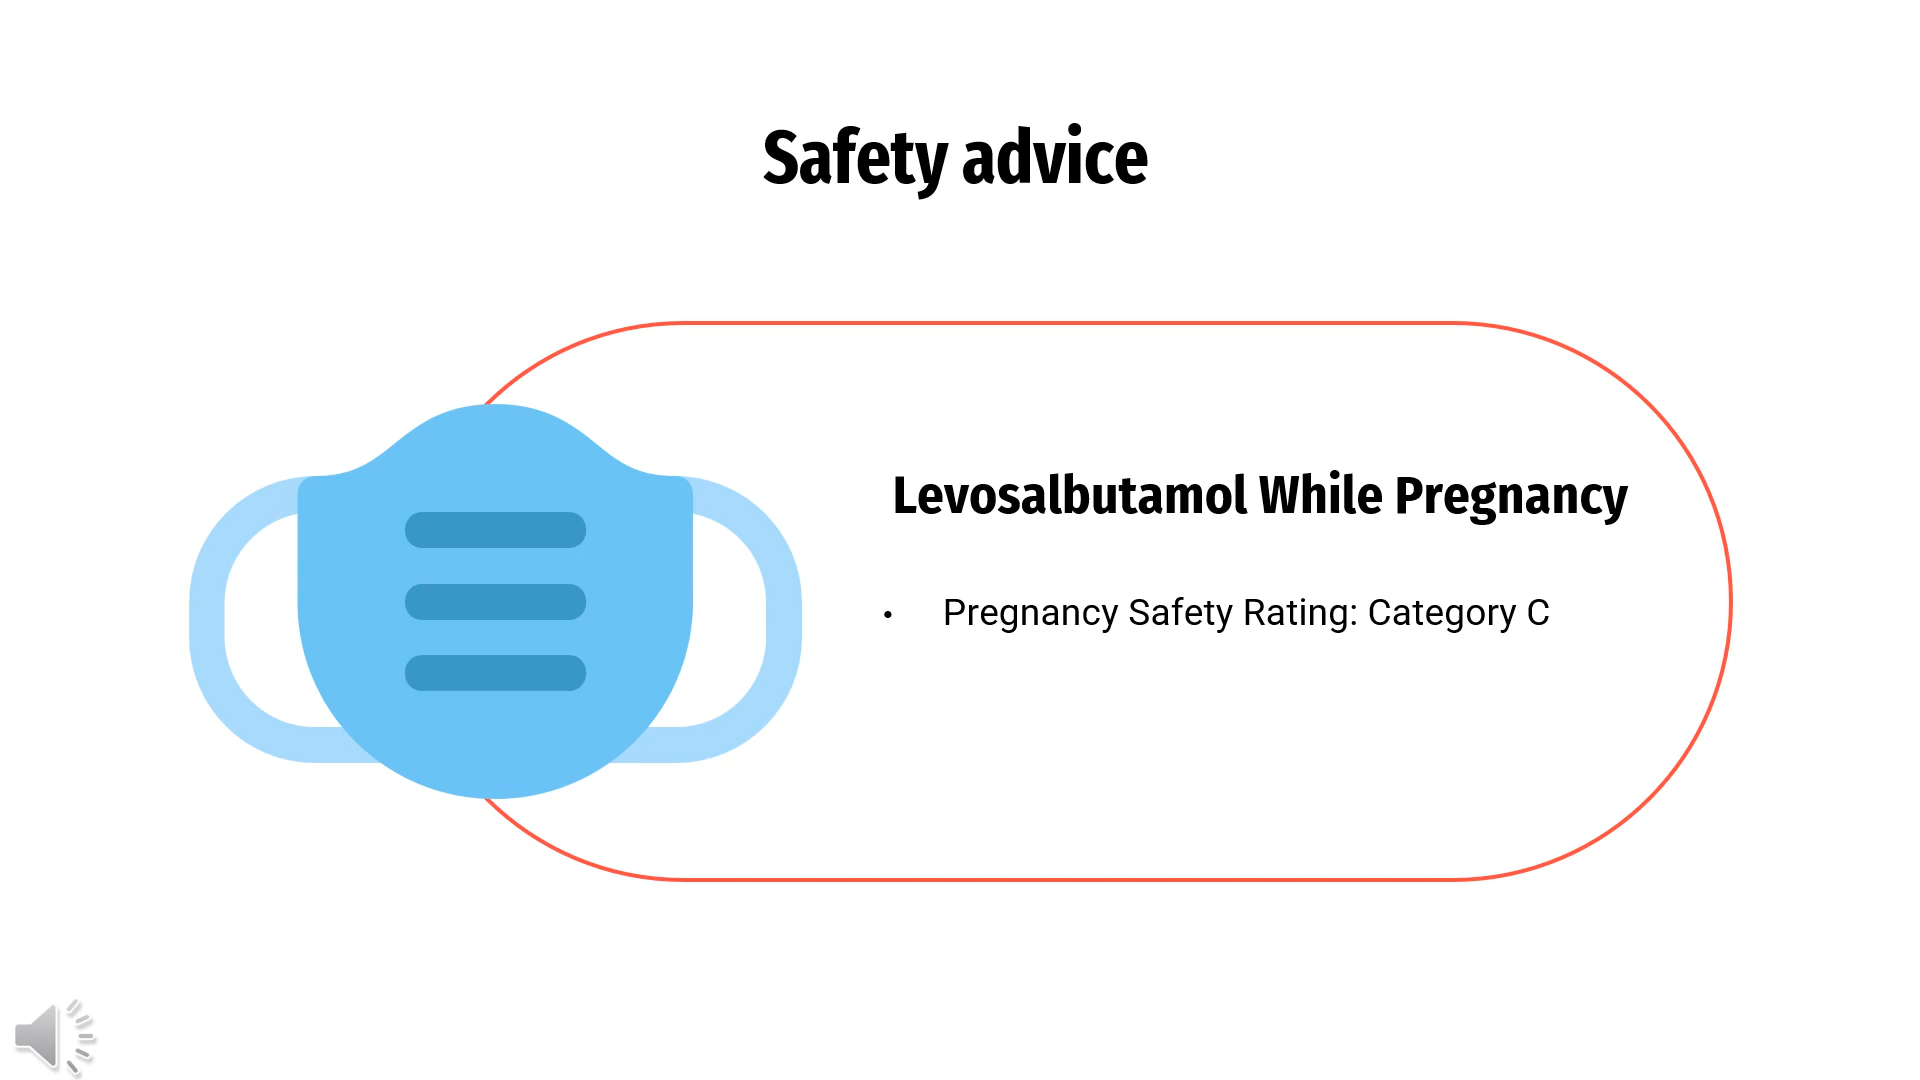 Safety advice
Levosalbutamol While Pregnancy
• Pregnancy Safety Rating: Category C